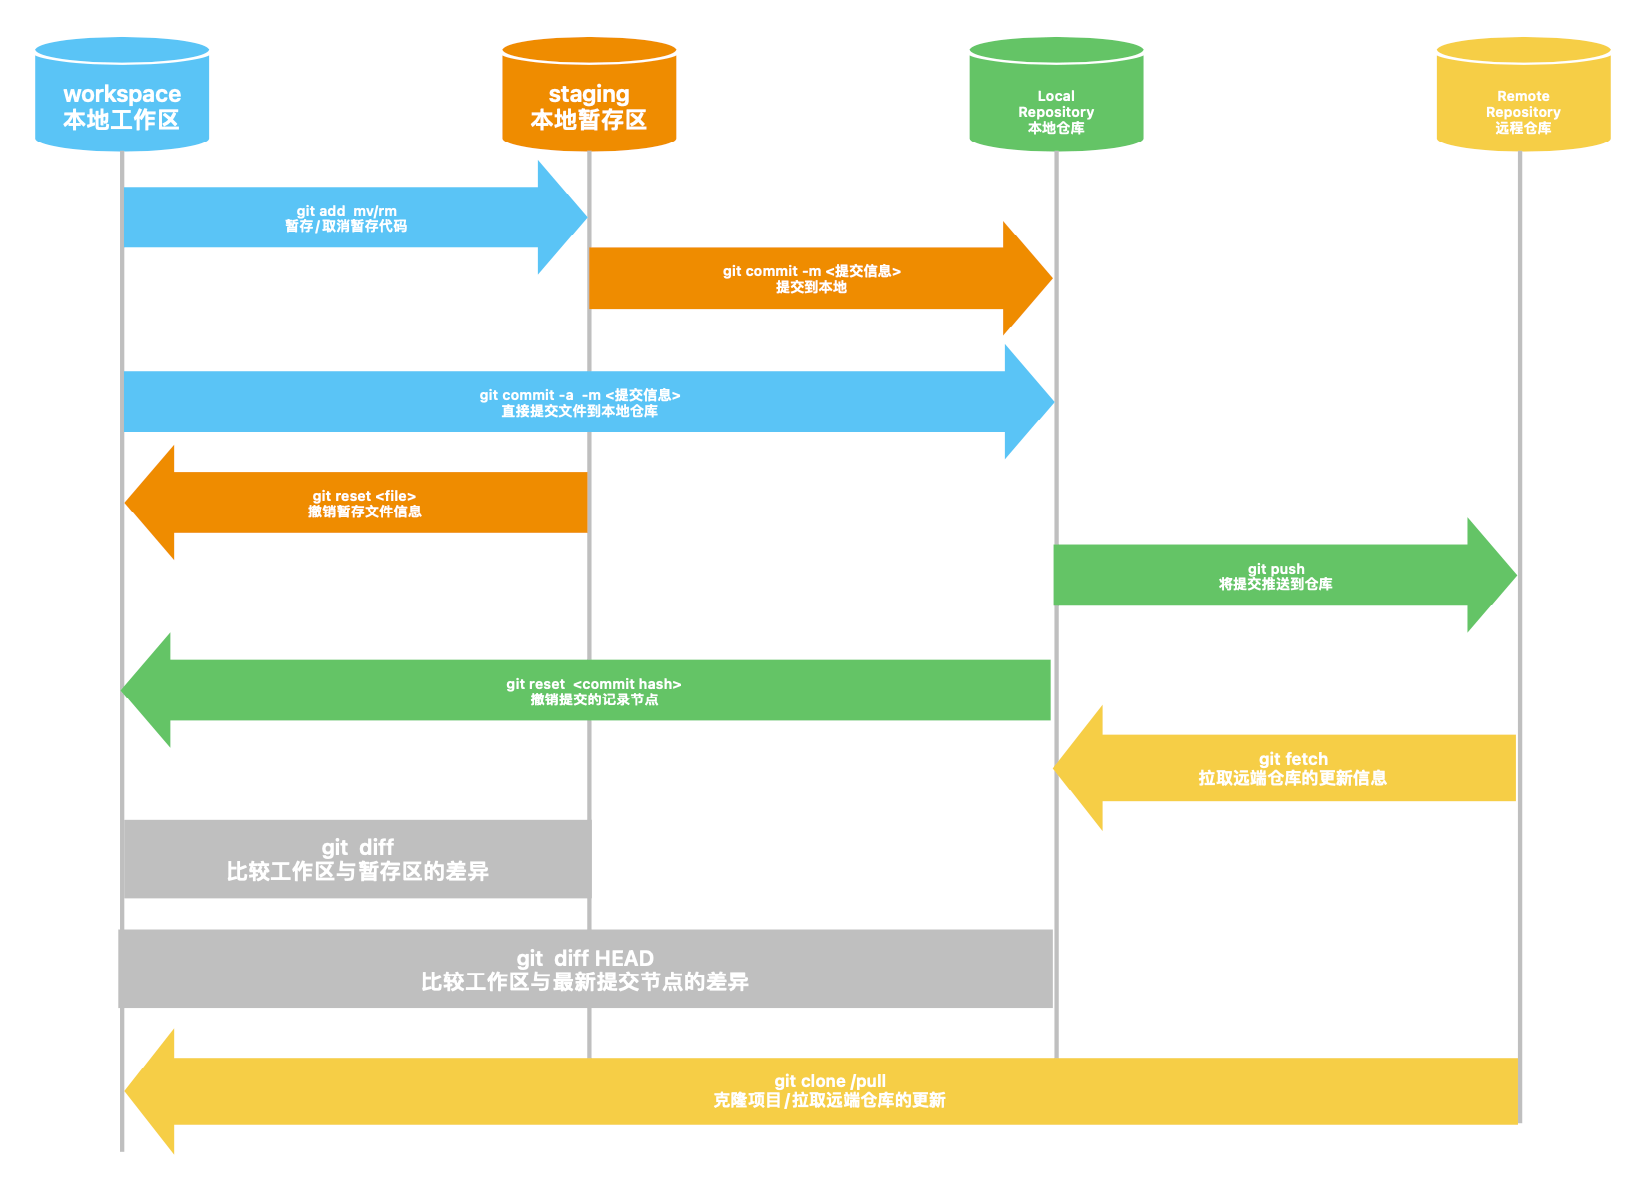 workspace
本地工作区
staging
本地暂存区
Local
Repository
本地仓库
Remote
Repository
远程仓库
git add  mv/rm
暂存/取消暂存代码
git commit -m <提交信息>
提交到本地
git commit -a  -m <提交信息>
直接提交文件到本地仓库
git reset <file>
撤销暂存文件信息
git push
将提交推送到仓库
git reset  <commit hash>
撤销提交的记录节点
git fetch
拉取远端仓库的更新信息
git  diff
比较工作区与暂存区的差异
git  diff HEAD
比较工作区与最新提交节点的差异
git clone /pull
克隆项目/拉取远端仓库的更新